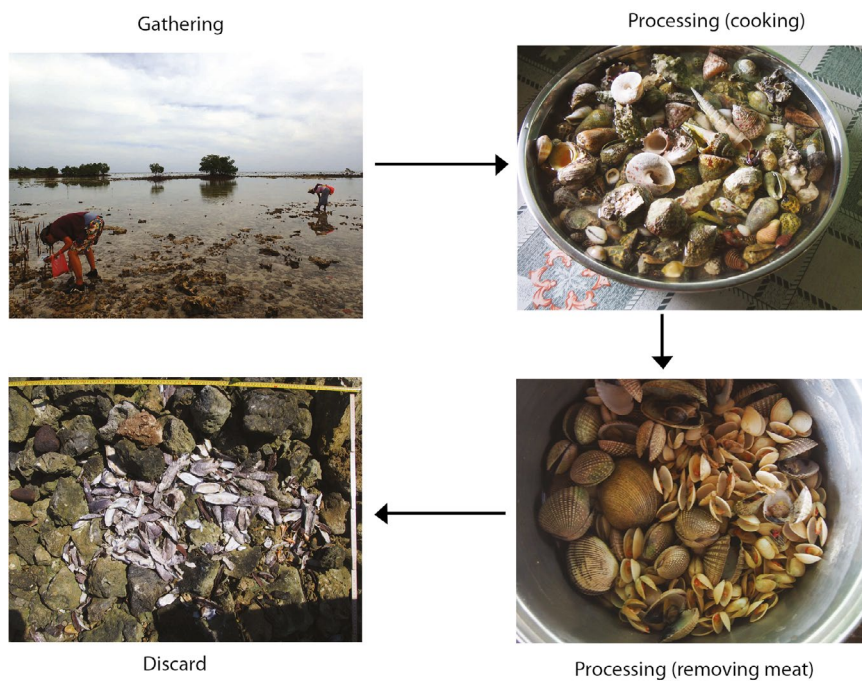 Gathering
Processing (cooking)
Discard
Processing (removing meat)